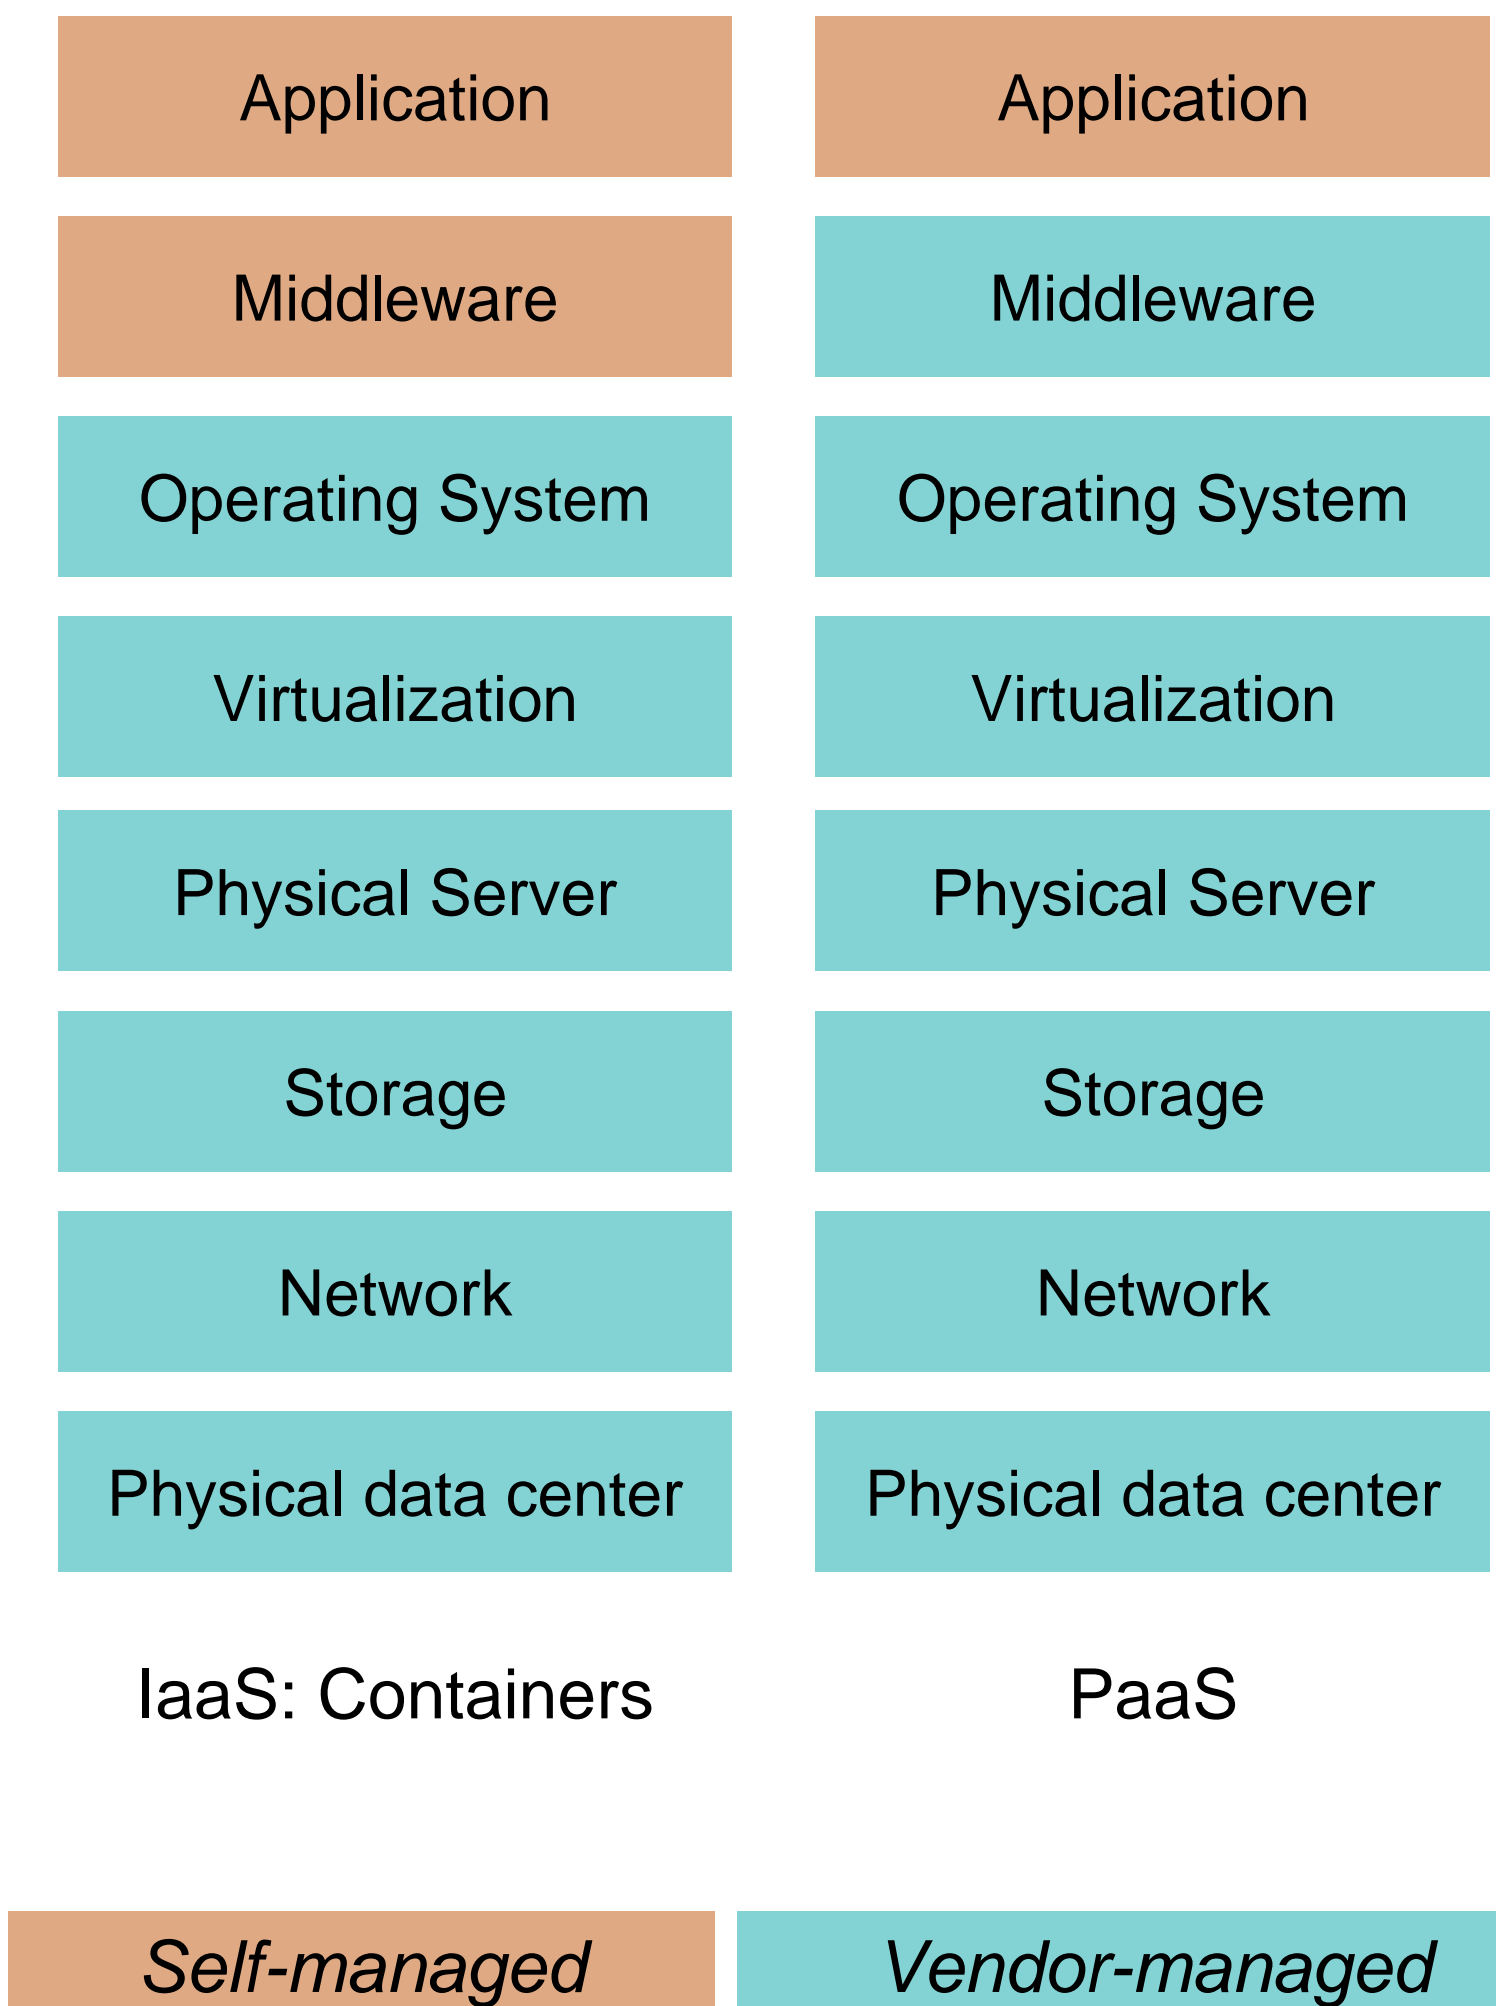 Application
Middleware
Operating System
Virtualization
Physical Server
Storage
Network
Physical data center
IaaS: Containers
Application
Middleware
Operating System
Virtualization
Physical Server
Storage
Network
Physical data center
PaaS
Self-managed
Vendor-managed